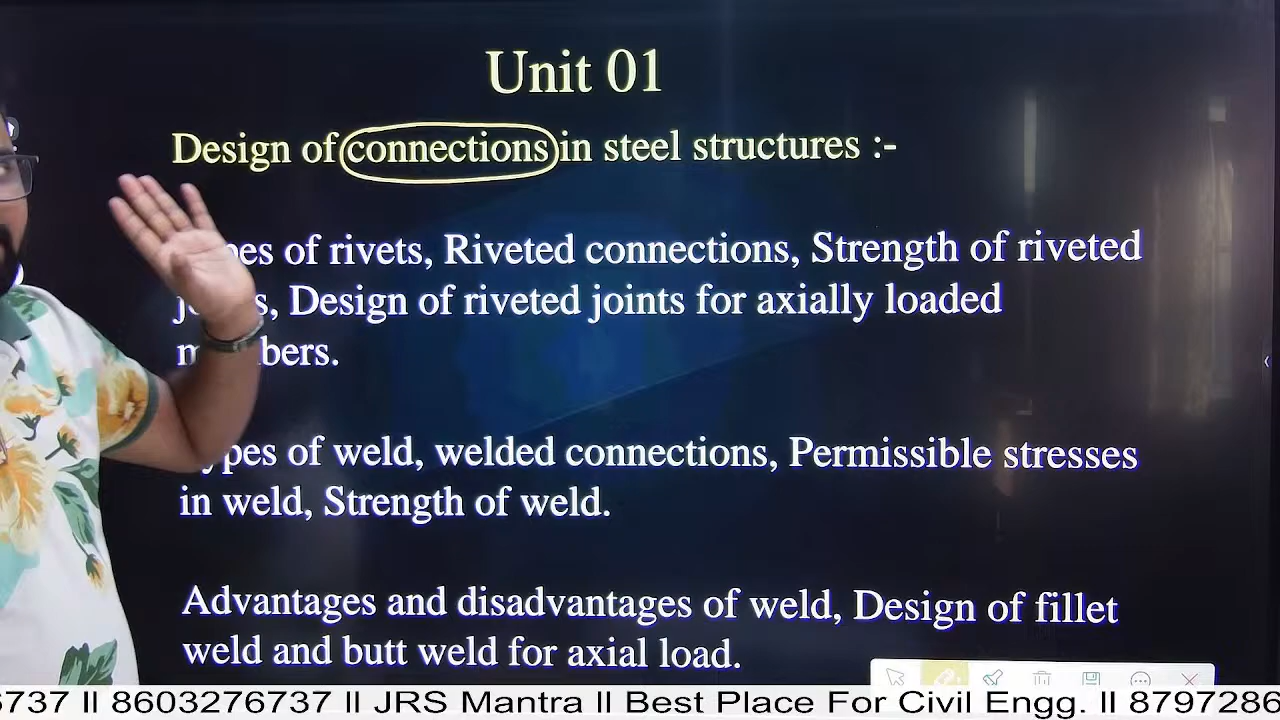 Unit 01
Design of connections in steel structures :-
of rivets, Riveted connections, Strength of riveted
Design of riveted joints for axially loaded
in weld, Strength of weld.
of weld, welded connections, Permissible stresses
Advantages and disadvantages of weld, Design of fillet
weld and butt weld for axial load.
6737 II 8603276737 II JRS Mantra II Best Place For Civil Engg. II 8797286